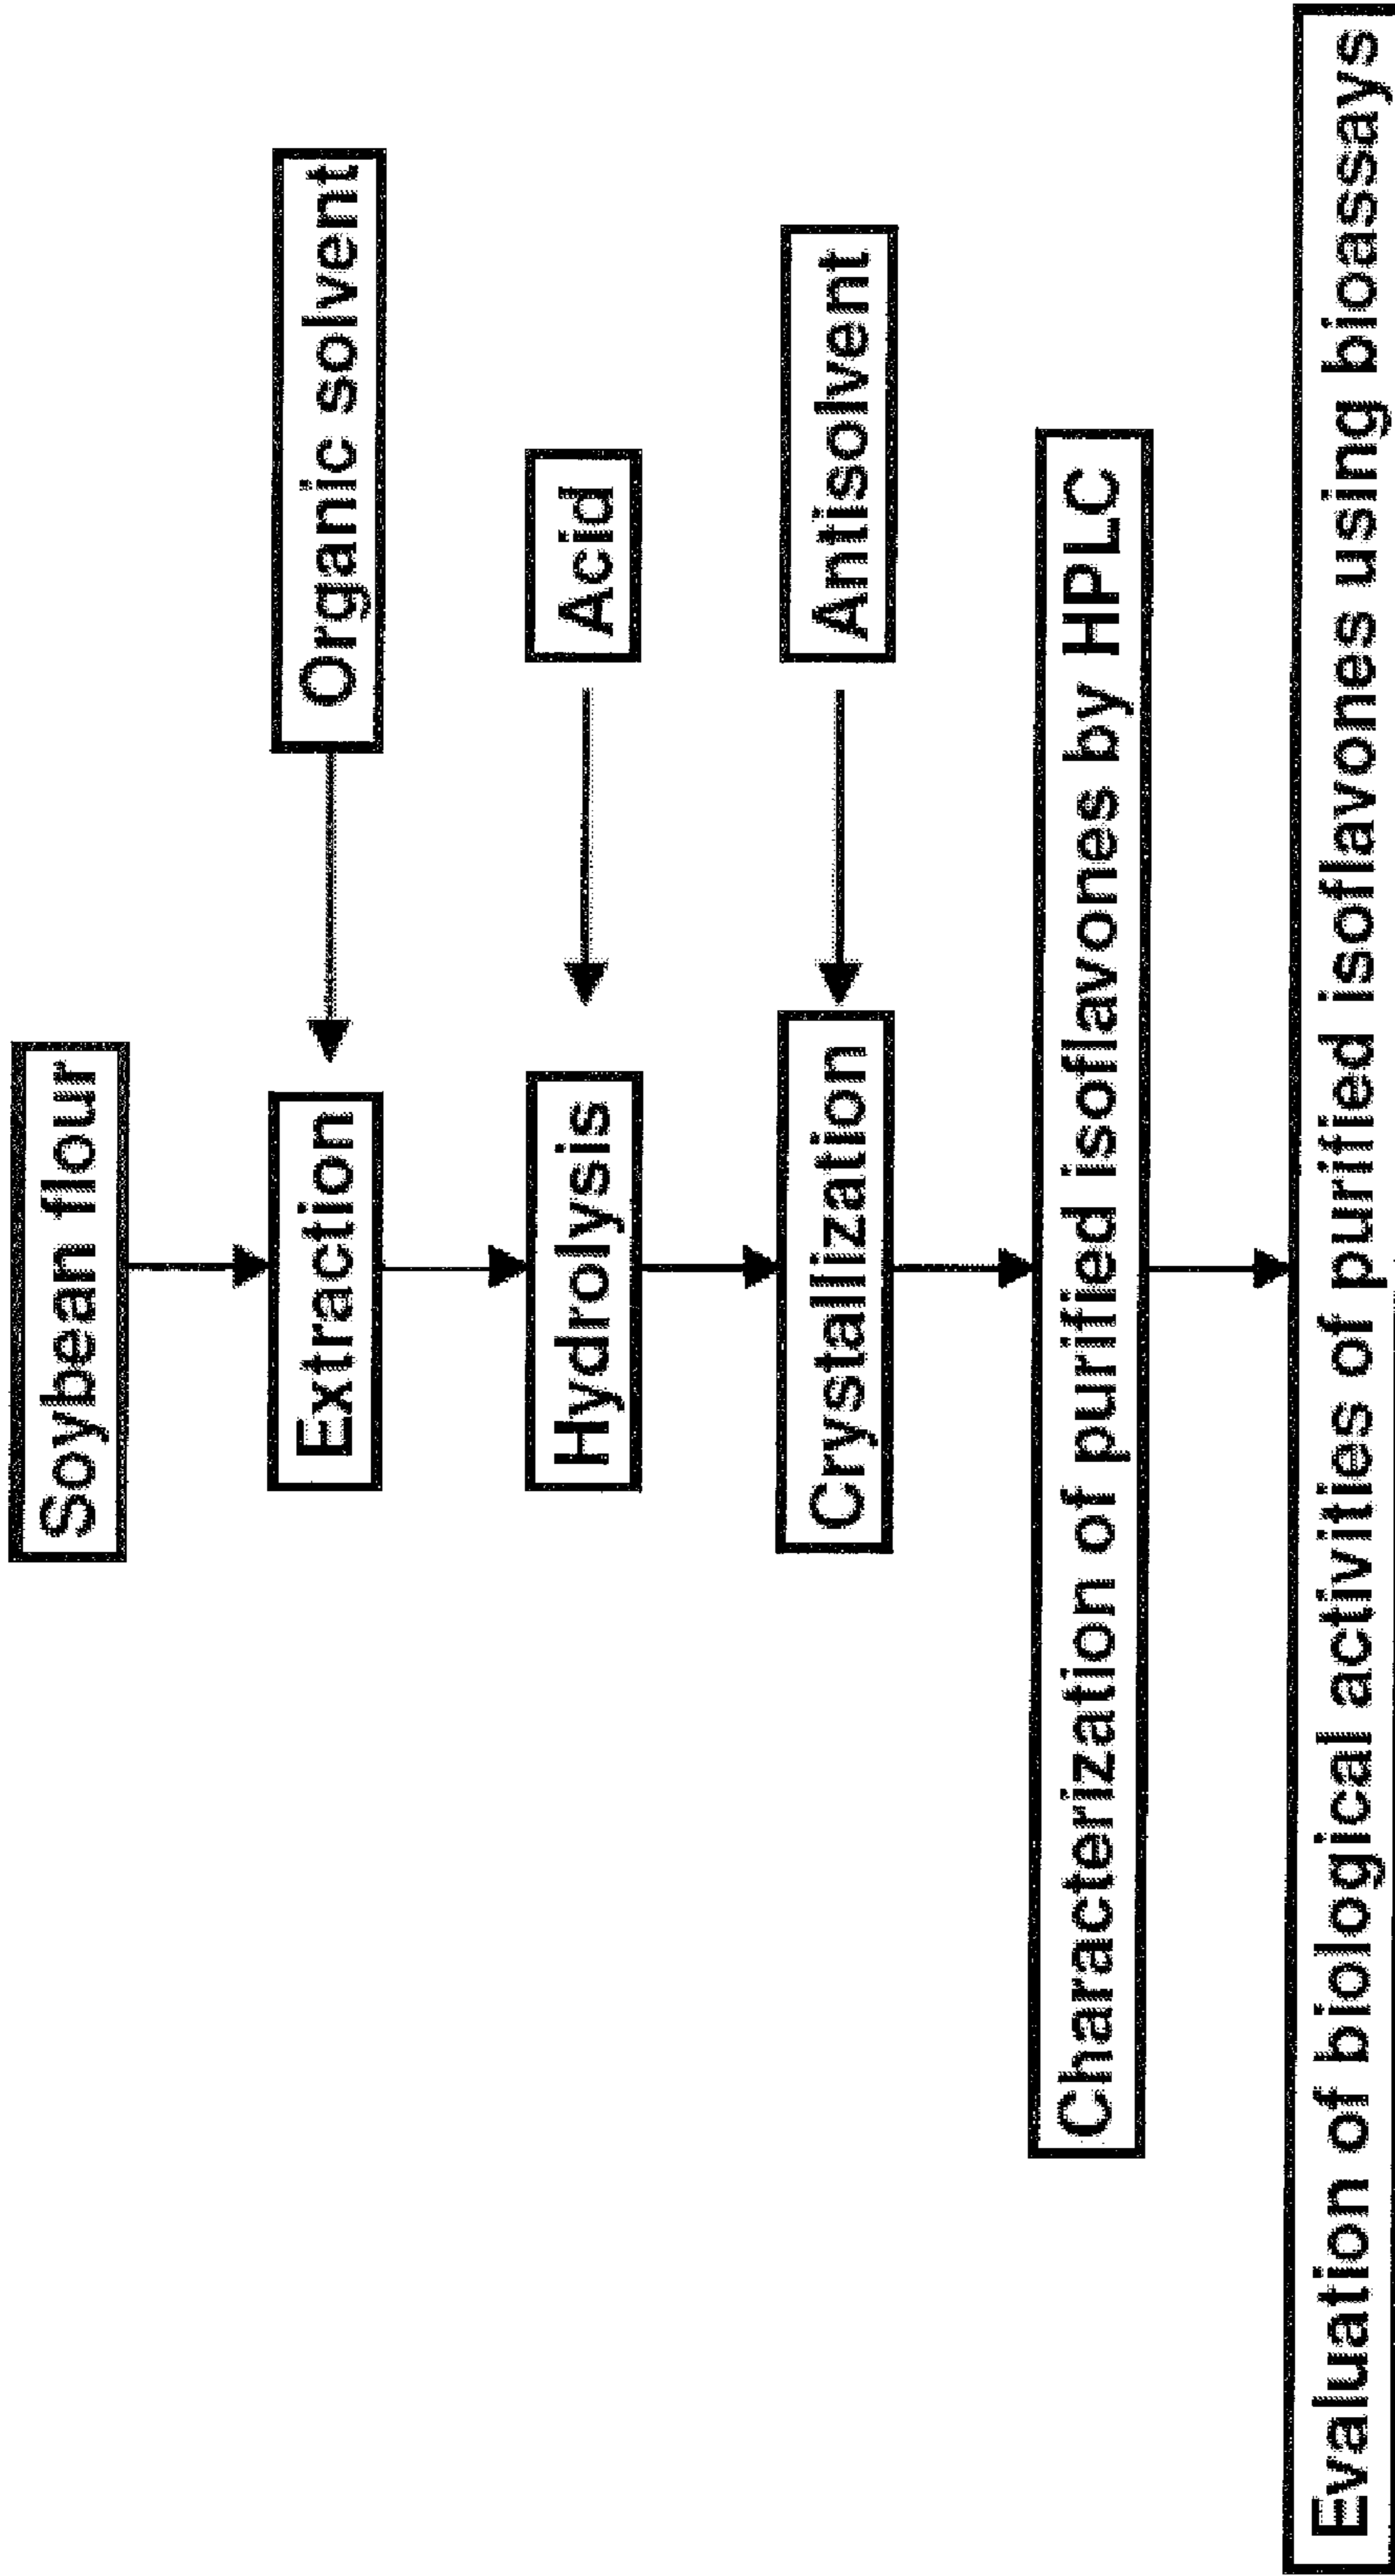 Soybean flour
Extraction
Organic solvent
Hydrolysis
Acid
Crystallization
Antisolvent
Characterization of purified isoflavones by HPLC
Evaluation of biological activities of purified isoflavones using bioassays